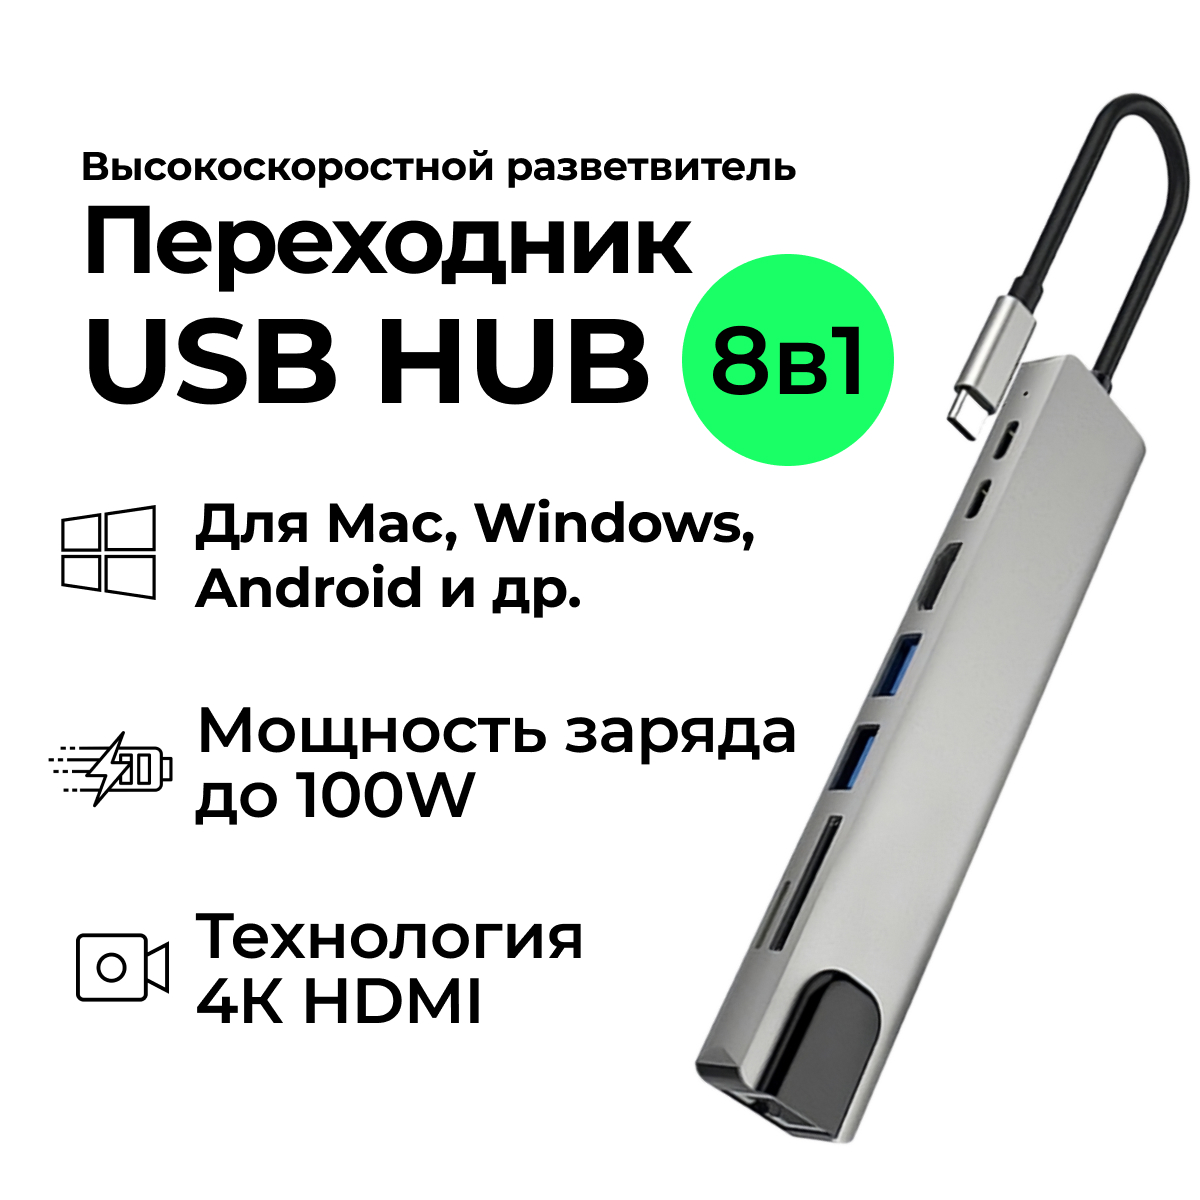 Высокоскоростной разветвитель
Переходник
USB HUB
8в1
Для Mac, Windows,
Android и др.
Мощность заряда
до 100W
Технология
4K HDMI